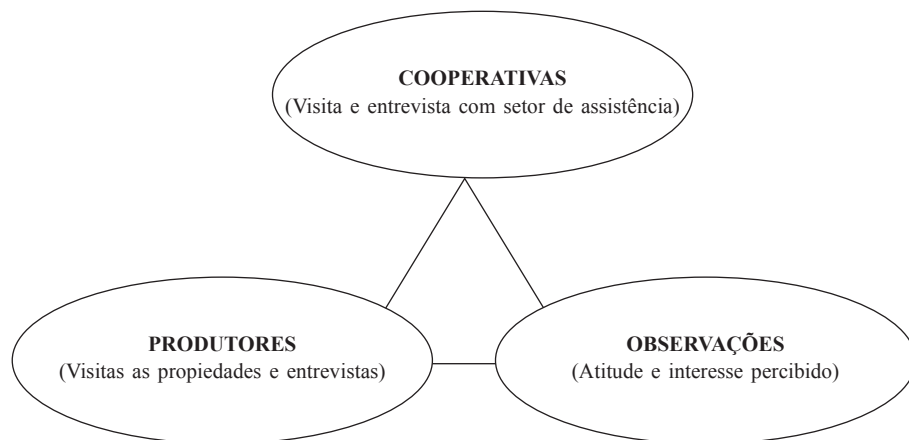 COOPERATIVAS
(Visita e entrevista com setor de assistência)
PRODUTORES
(Visitas as propiedades e entrevistas)
OBSERVAÇÕES
(Atitude e interesse percibido)